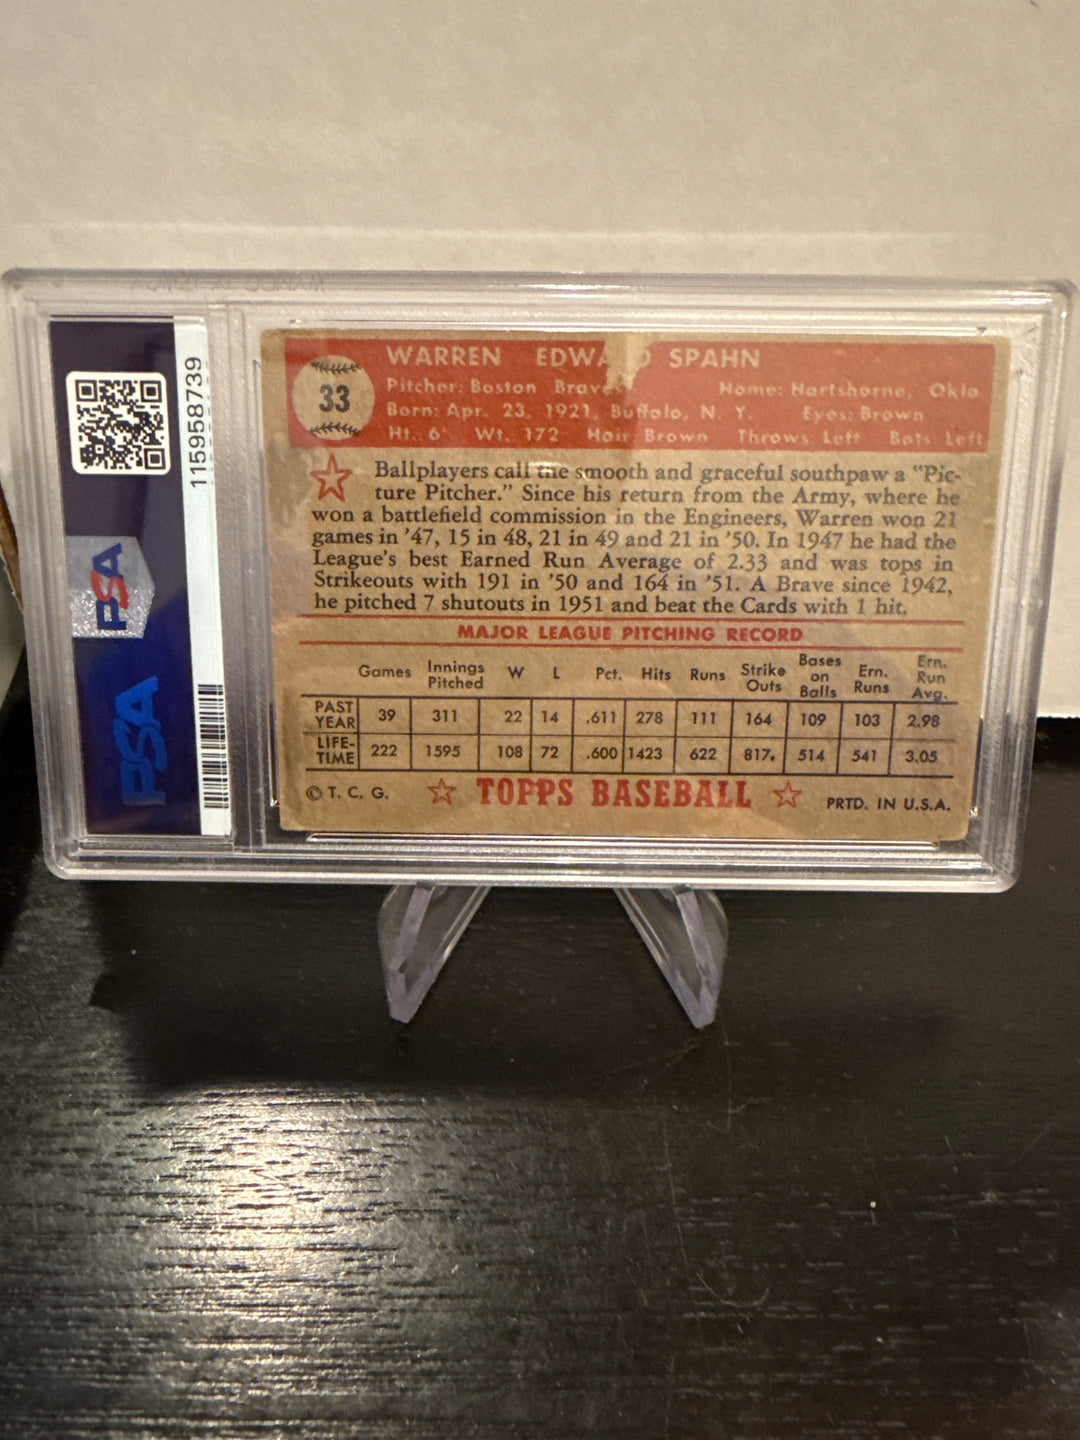 115958739
PSA
PSA
33
WARREN EDWA D SPAHN
Pitcher: Boston Braves Home: Hartshorne, Okla
Born: Apr. 23, 1921, Buffalo, N. Y. Eyes: Brown
Ht.: 6' Wt.: 172 Hair: Brown Throws: Left Bats: Left
Ballplayers call the smooth and graceful southpaw a "Pic-
ture Pitcher." Since his return from the Army, where he
won a battlefield commission in the Engineers, Warren won 21
games in '47, 15 in 48, 21 in 49 and 21 in '50. In 1947 he had the
League's best Earned Run Average of 2.33 and was tops in
Strikeouts with 191 in '50 and 164 in '51. A Brave since 1942,
he pitched 7 shutouts in 1951 and beat the Cards with 1 hit.
MAJOR LEAGUE PITCHING RECORD
Games Innings Pitched W L Pct. Hits Runs Strike Outs Bases on Balls Ern. Runs Ern. Run Avg.
PAST YEAR 39 311 22 14 .611 278 111 164 109 103 2.98
LIFE-TIME 222 1595 108 72 .600 1423 622 817. 514 541 3.05
© T. C. G. TOPPS BASEBALL PRTD. IN U.S.A.